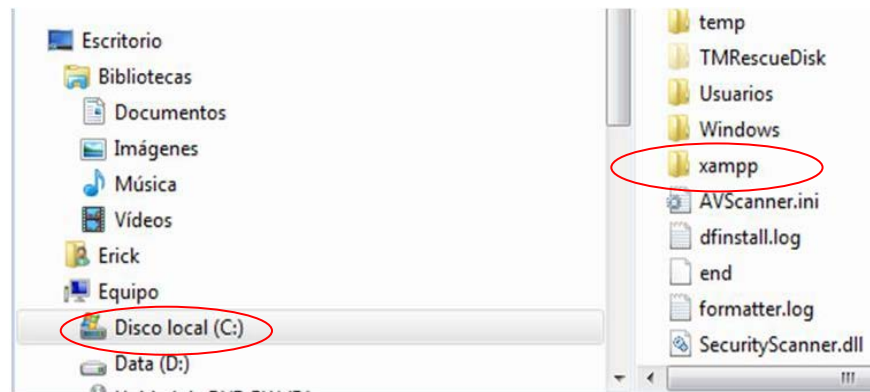 Escritorio
Bibliotecas
Documentos
Imágenes
Música
Vídeos
Erick
Equipo
Disco local (C:)
Data (D:)
temp
TMRescueDisk
Usuarios
Windows
xampp
AVScanner.ini
dfinstall.log
end
formatter.log
SecurityScanner.dll